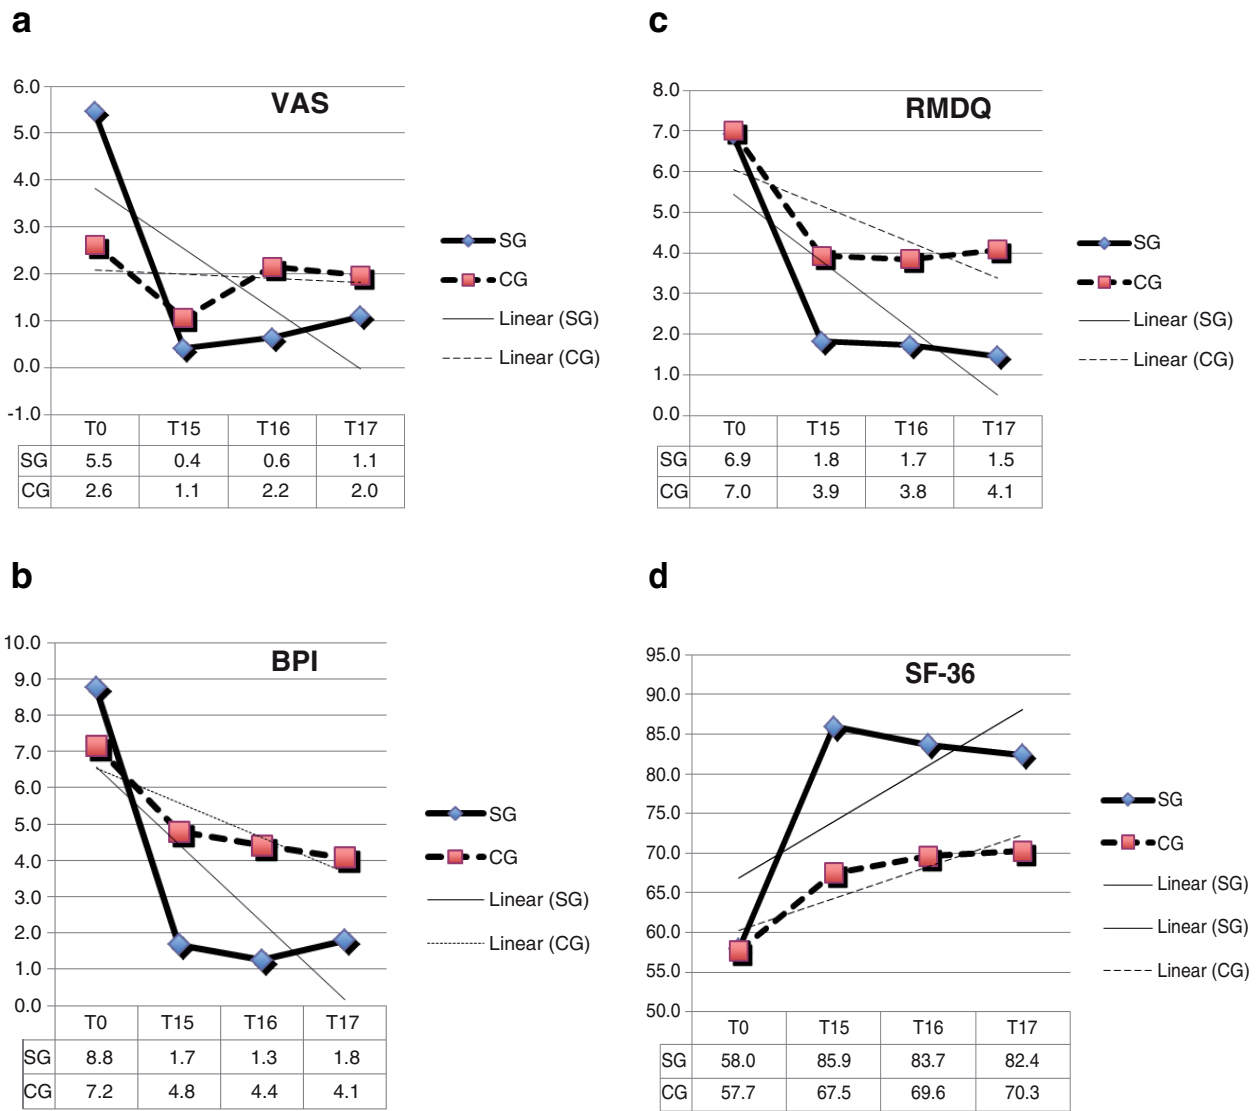 a
VAS
6.0
5.0
4.0
3.0
2.0
1.0
0.0
-1.0
SG
CG
Linear (SG)
Linear (CG)
T0 T15 T16 T17
SG 5.5 0.4 0.6 1.1
CG 2.6 1.1 2.2 2.0
c
RMDQ
8.0
7.0
6.0
5.0
4.0
3.0
2.0
1.0
0.0
SG
CG
Linear (SG)
Linear (CG)
T0 T15 T16 T17
SG 6.9 1.8 1.7 1.5
CG 7.0 3.9 3.8 4.1
b
BPI
10.0
9.0
8.0
7.0
6.0
5.0
4.0
3.0
2.0
1.0
0.0
SG
CG
Linear (SG)
Linear (CG)
T0 T15 T16 T17
SG 8.8 1.7 1.3 1.8
CG 7.2 4.8 4.4 4.1
d
SF-36
95.0
90.0
85.0
80.0
75.0
70.0
65.0
60.0
55.0
50.0
SG
CG
Linear (SG)
Linear (SG)
Linear (CG)
T0 T15 T16 T17
SG 58.0 85.9 83.7 82.4
CG 57.7 67.5 69.6 70.3